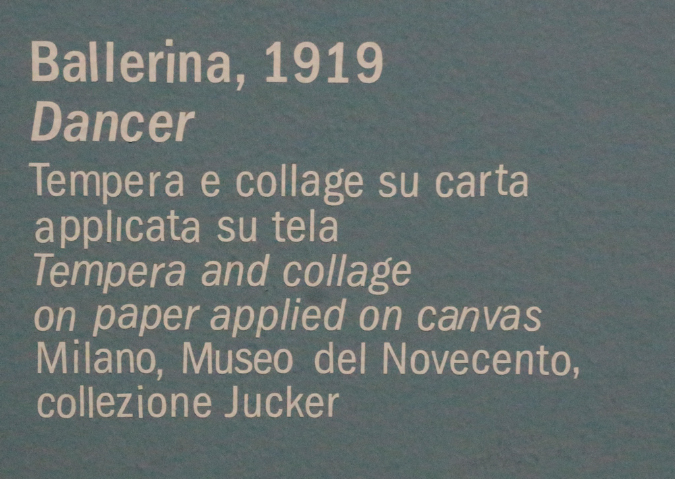 Ballerina, 1919
Dancer
Tempera e collage su carta
applicata su tela
Tempera and collage
on paper applied on canvas
Milano, Museo del Novecento,
collezione Jucker